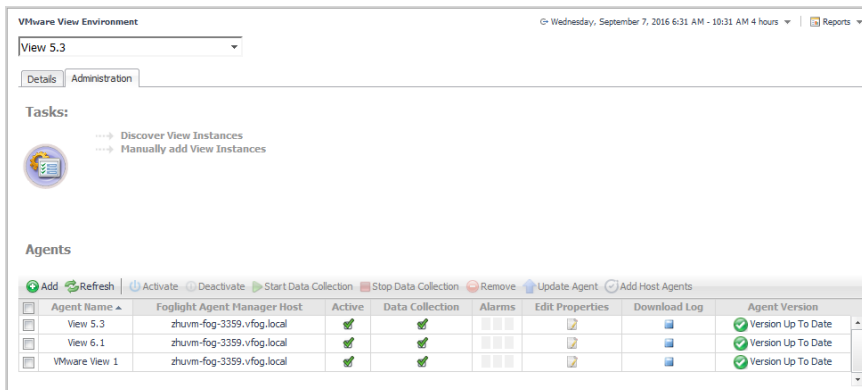 VMware View Environment
Wednesday, September 7, 2016 6:31 AM - 10:31 AM 4 hours
Reports
View 5.3
Details
Administration
Tasks:
Discover View Instances
Manually add View Instances
Agents
Add Refresh Activate Deactivate Start Data Collection Stop Data Collection Remove Update Agent Add Host Agents
Agent Name Foglight Agent Manager Host Active Data Collection Alarms Edit Properties Download Log Agent Version
View 5.3 zhuvm-fog-3359.vfog.local Version Up To Date
View 6.1 zhuvm-fog-3359.vfog.local Version Up To Date
VMware View 1 zhuvm-fog-3359.vfog.local Version Up To Date